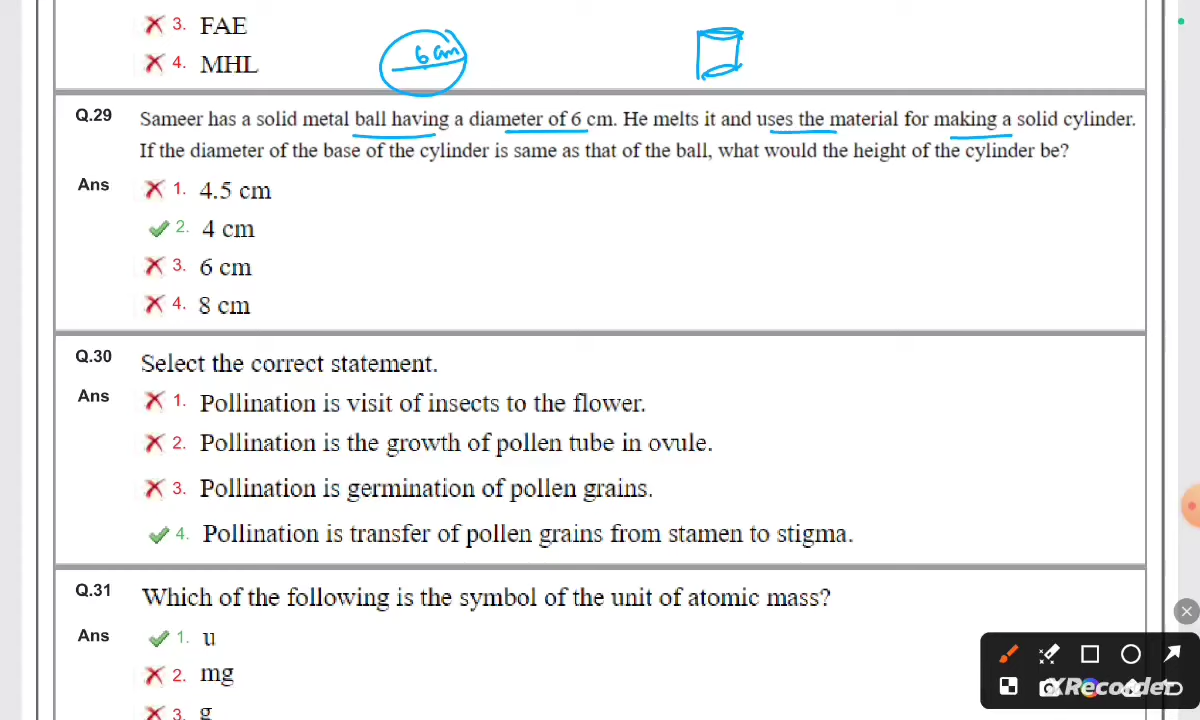 3. FAE
6 cm
4. MHL
Q.29 Sameer has a solid metal ball having a diameter of 6 cm. He melts it and uses the material for making a solid cylinder.
If the diameter of the base of the cylinder is same as that of the ball, what would the height of the cylinder be?
Ans 1. 4.5 cm
2. 4 cm
3. 6 cm
4. 8 cm
Q.30 Select the correct statement.
Ans 1. Pollination is visit of insects to the flower.
2. Pollination is the growth of pollen tube in ovule.
3. Pollination is germination of pollen grains.
4. Pollination is transfer of pollen grains from stamen to stigma.
Q.31 Which of the following is the symbol of the unit of atomic mass?
Ans 1. u
2. mg
3. g
XRecorder